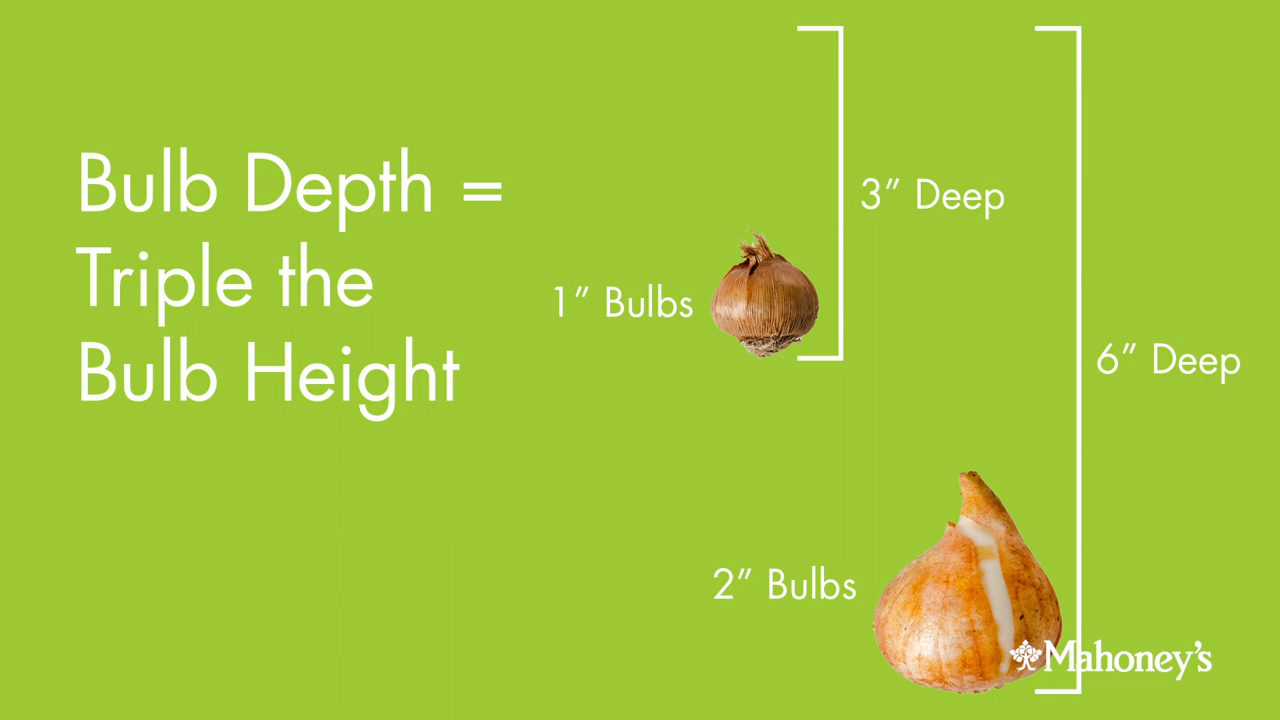 Bulb Depth =
Triple the
Bulb Height
1” Bulbs
3” Deep
6” Deep
2” Bulbs
Mahoney's